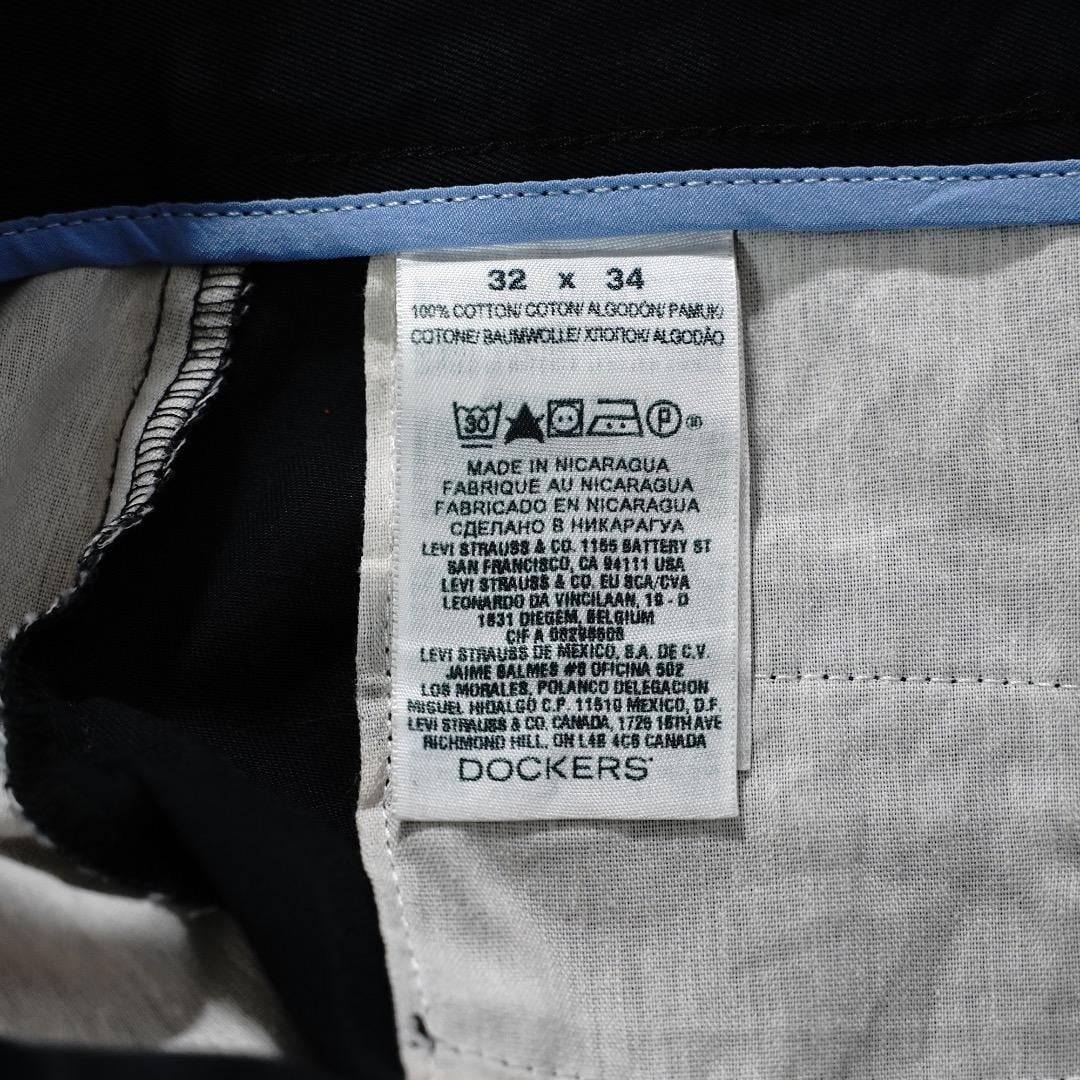 32 x 34
100% COTTON/ COTON/ ALGODÓN/ PAMUK/
COTONE/ BAUMWOLLE/ ХЛОПОК/ ALGODÃO
30
P
MADE IN NICARAGUA
FABRIQUE AU NICARAGUA
FABRICADO EN NICARAGUA
СДЕЛАНО В НИКАРАГУА
LEVI STRAUSS & CO. 1155 BATTERY ST
SAN FRANCISCO, CA 94111 USA
LEVI STRAUSS & CO. EU SCA/CVA
LEONARDO DA VINCILAAN, 19 - D
1831 DIEGEM, BELGIUM
CIF A
LEVI STRAUSS DE MEXICO, S.A. DE C.V.
JAIME BALMES #8 OFICINA 502
LOS MORALES, POLANCO DELEGACION
MIGUEL HIDALGO C.P. 11510 MEXICO, D.F.
LEVI STRAUSS & CO. CANADA, 1725 16TH AVE
RICHMOND HILL, ON L4B 4C6 CANADA
DOCKERS